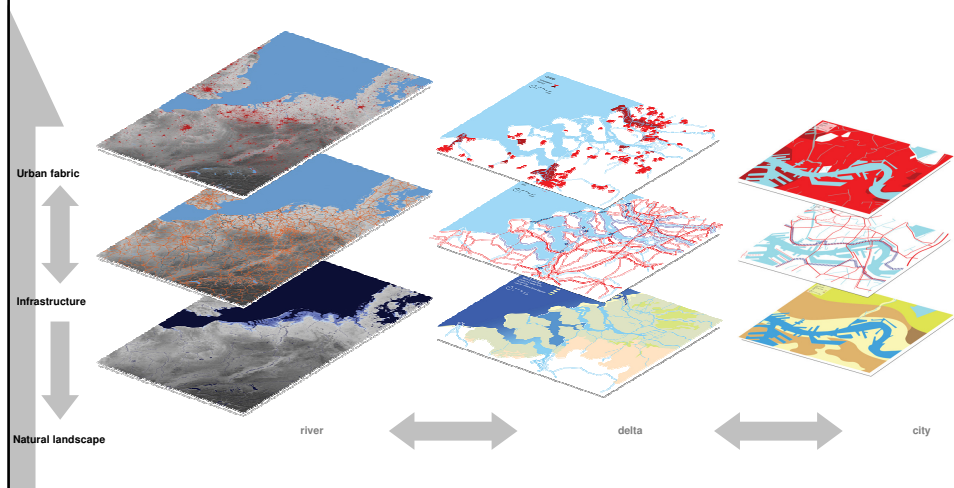 Urban fabric
Infrastructure
Natural landscape
river
delta
city